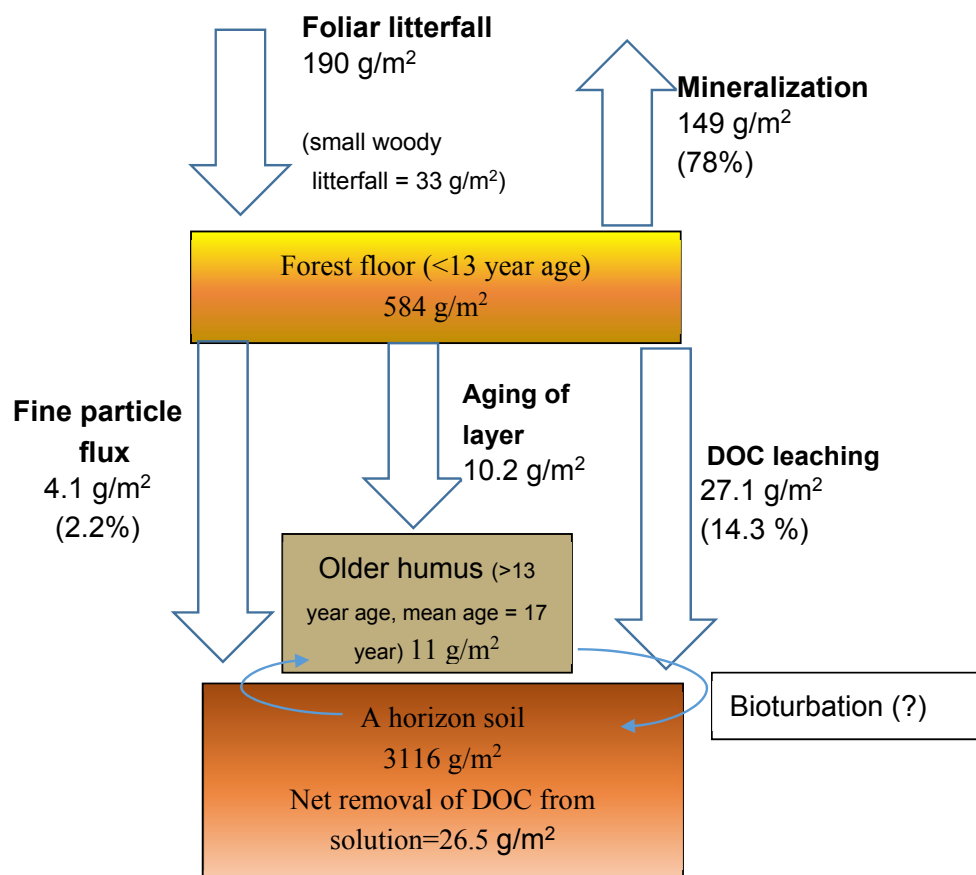 Foliar litterfall
190 g/m²
(small woody
litterfall = 33 g/m²)
Mineralization
149 g/m²
(78%)
Forest floor (<13 year age)
584 g/m²
Fine particle
flux
4.1 g/m²
(2.2%)
Aging of
layer
10.2 g/m²
DOC leaching
27.1 g/m²
(14.3 %)
Older humus (>13
year age, mean age = 17
year) 11 g/m²
Bioturbation (?)
A horizon soil
3116 g/m²
Net removal of DOC from
solution=26.5 g/m²